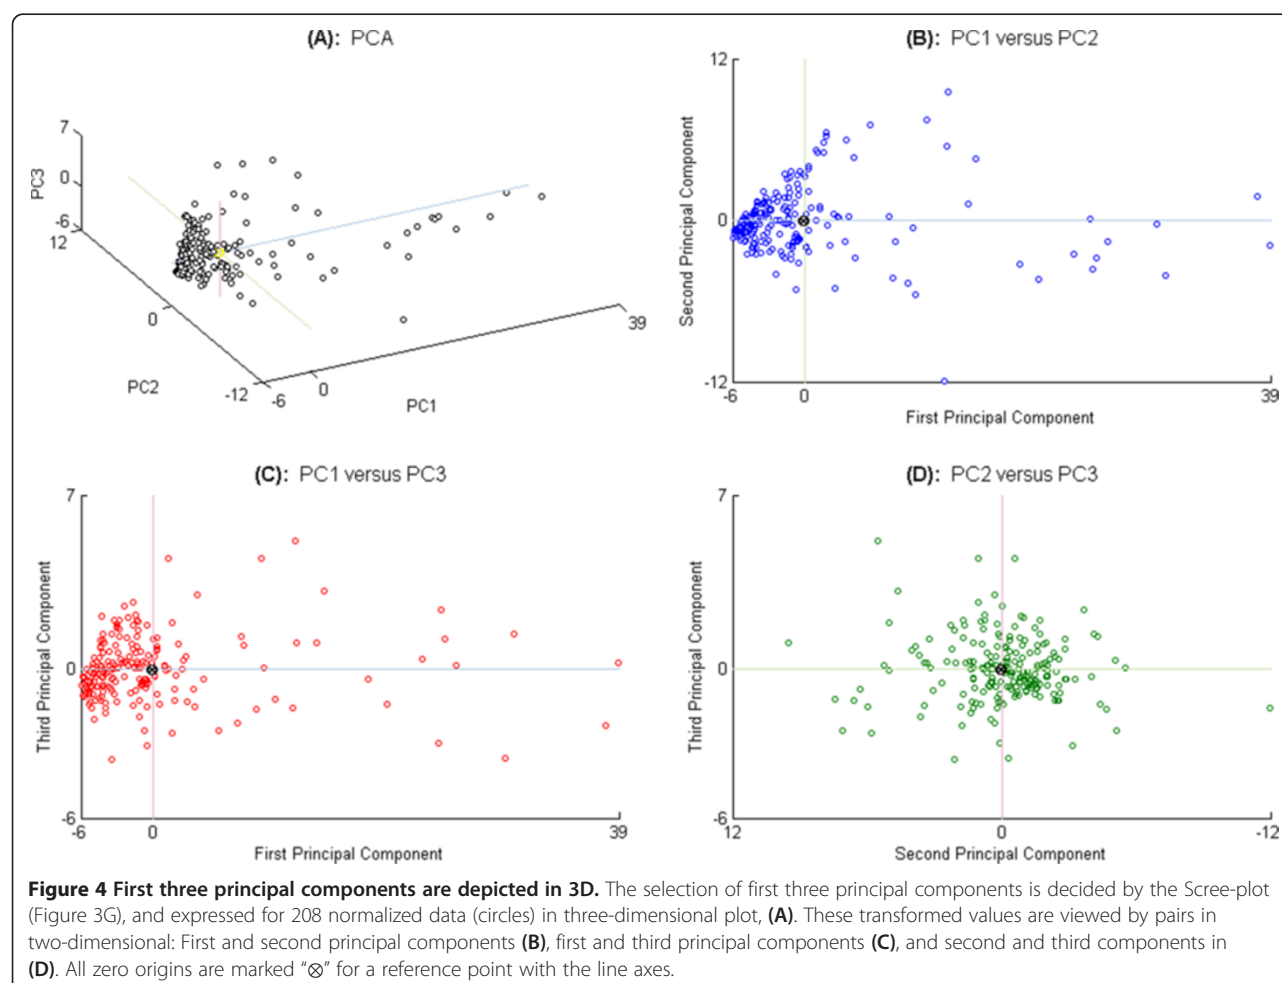 (A): PCA
7
0
-6
PC3
12
0
-12
PC2
-6
0
39
PC1
(B): PC1 versus PC2
12
0
-12
Second Principal Component
-6
0
39
First Principal Component
(C): PC1 versus PC3
7
0
-6
Third Principal Component
-6
0
39
First Principal Component
(D): PC2 versus PC3
7
0
-6
Third Principal Component
12
0
-12
Second Principal Component
Figure 4 First three principal components are depicted in 3D. The selection of first three principal components is decided by the Scree-plot
(Figure 3G), and expressed for 208 normalized data (circles) in three-dimensional plot, (A). These transformed values are viewed by pairs in
two-dimensional: First and second principal components (B), first and third principal components (C), and second and third components in
(D). All zero origins are marked “⊗” for a reference point with the line axes.